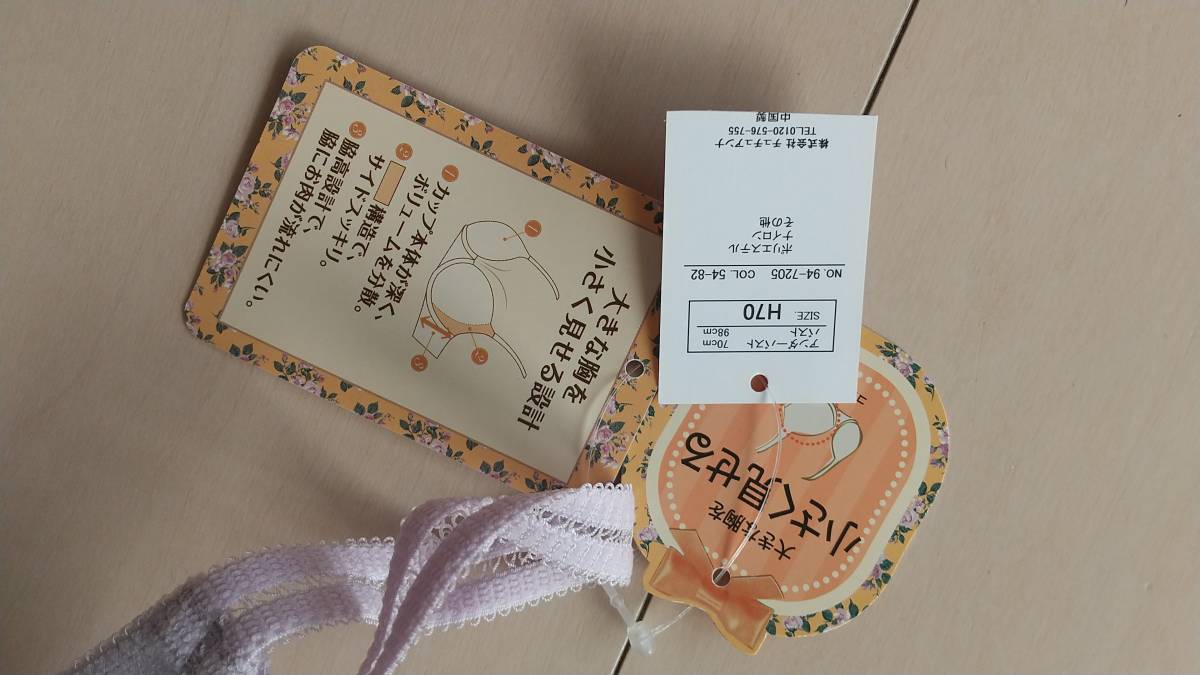 大きな胸を
小さく見せる設計
①カップ本体が深く、
ボリュームを分散。
②    構造で、
サイドスッキリ。
③脇高設計で、
脇にお肉が流れにくい。
①
②
③
アンダーバスト 70cm
バスト 98cm
SIZE. H70
NO. 94-7205 COL. 54-82
ポリエステル
ナイロン
その他
株式会社 チュチュアンナ
TEL.0120-576-755
中国製
大きな胸を
小さく見せる